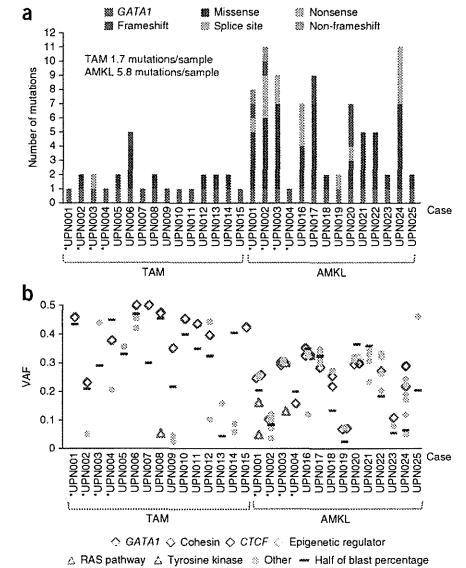 a
GATA1 Missense Nonsense
Frameshift Splice site Non-frameshift
TAM 1.7 mutations/sample
AMKL 5.8 mutations/sample
Number of mutations
12
11
10
9
8
7
6
5
4
3
2
1
0
*UPN001 *UPN002 *UPN003 *UPN004 UPN005 UPN006 UPN007 UPN008 UPN009 UPN010 UPN011 UPN012 UPN013 UPN014 UPN015 *UPN001 *UPN002 *UPN003 *UPN004 UPN016 UPN017 UPN018 UPN019 UPN020 UPN021 UPN022 UPN023 UPN024 UPN025 Case
TAM AMKL
b
VAF
0.5
0.4
0.3
0.2
0.1
0
*UPN001 *UPN002 *UPN003 *UPN004 UPN005 UPN006 UPN007 UPN008 UPN009 UPN010 UPN011 UPN012 UPN013 UPN014 UPN015 *UPN001 *UPN002 *UPN003 *UPN004 UPN016 UPN017 UPN018 UPN019 UPN020 UPN021 UPN022 UPN023 UPN024 UPN025 Case
TAM AMKL
GATA1 Cohesin CTCF Epigenetic regulator
RAS pathway Tyrosine kinase Other Half of blast percentage